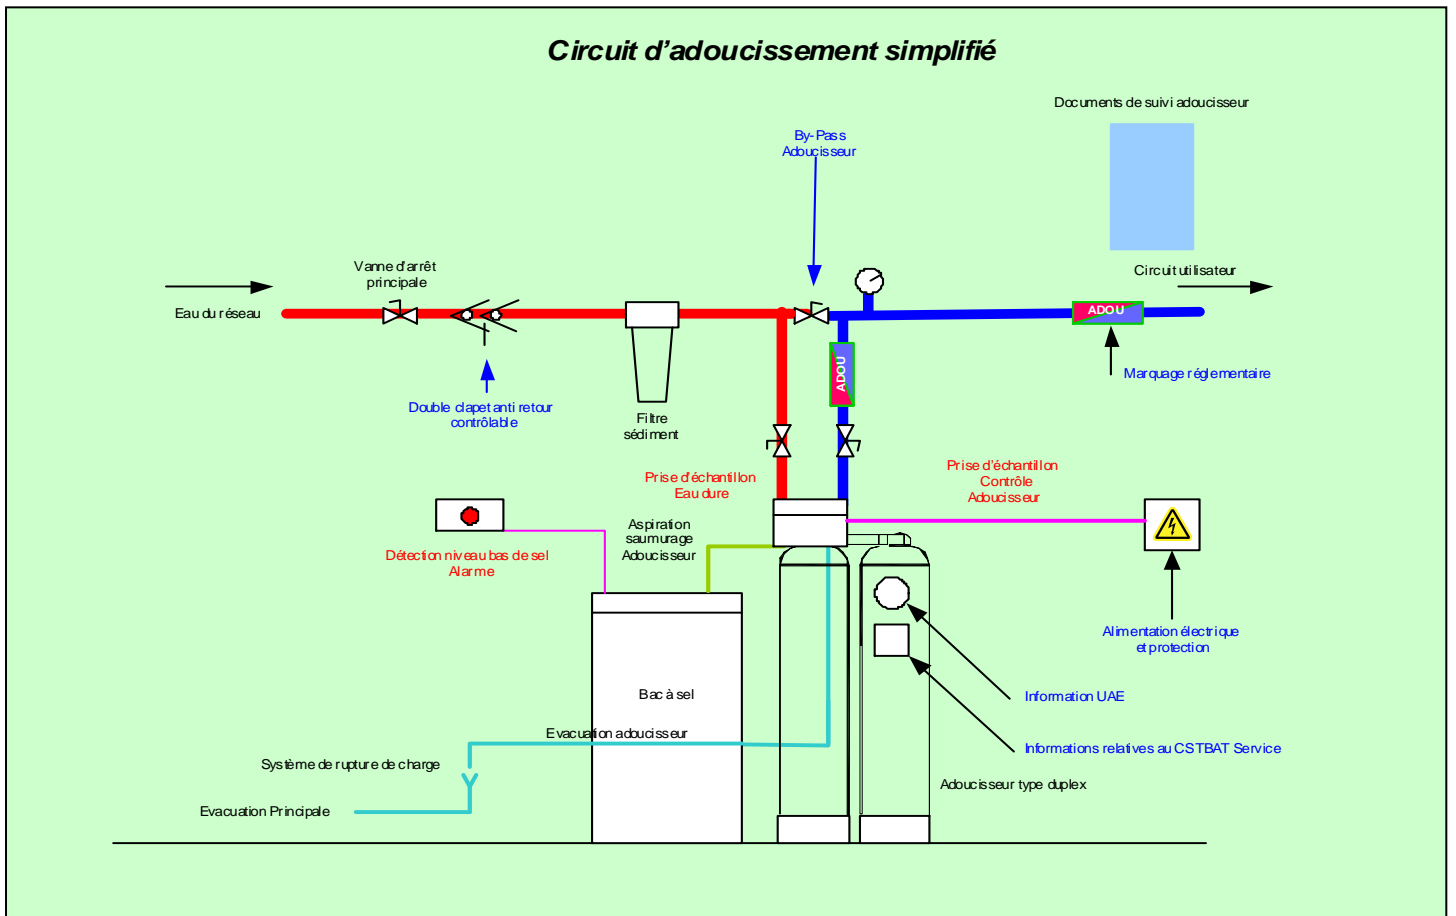 Circuit d'adoucissement simplifié
Documents de suivi adoucisseur
By-Pass
Adoucisseur
Vanne d'arrêt
principale
Circuit utilisateur
Eau du réseau
ADOU
ADOU
Marquage réglementaire
Double clapet anti retour
contrôlable
Filtre
sédiment
Prise d'échantillon
Eau dure
Prise d'échantillon
Contrôle
Adoucisseur
Aspiration
saumurage
Adoucisseur
Détection niveau bas de sel
Alarme
Alimentation électrique
et protection
Bac à sel
Information UAE
Evacuation adoucisseur
Informations relatives au CSTBAT Service
Système de rupture de charge
Adoucisseur type duplex
Evacuation Principale